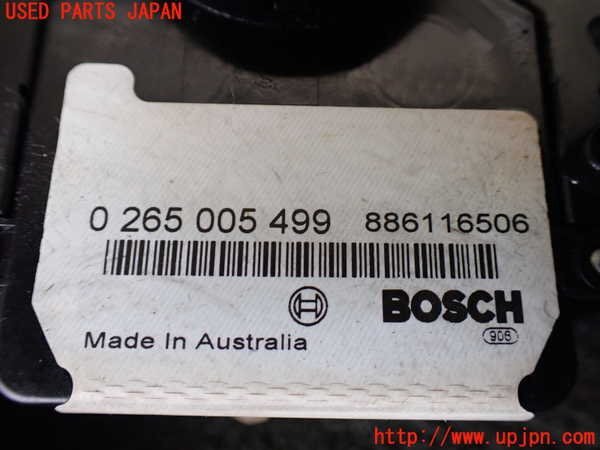 USED PARTS JAPAN
0 265 005 499 886116506
BOSCH
906
Made In Australia
http://www.upjpn.com/